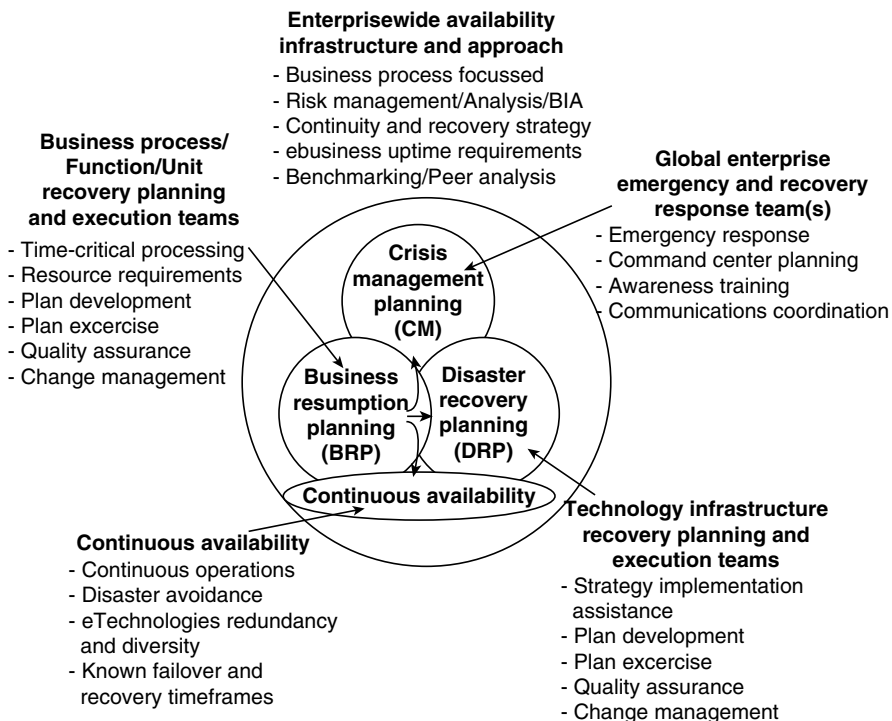 Enterprisewide availability
infrastructure and approach
- Business process focussed
- Risk management/Analysis/BIA
- Continuity and recovery strategy
- ebusiness uptime requirements
- Benchmarking/Peer analysis
Business process/
Function/Unit
recovery planning
and execution teams
- Time-critical processing
- Resource requirements
- Plan development
- Plan excercise
- Quality assurance
- Change management
Global enterprise
emergency and recovery
response team(s)
- Emergency response
- Command center planning
- Awareness training
- Communications coordination
Crisis
management
planning
(CM)
Business
resumption
planning
(BRP)
Disaster
recovery
planning
(DRP)
Continuous availability
Continuous availability
- Continuous operations
- Disaster avoidance
- eTechnologies redundancy
and diversity
- Known failover and
recovery timeframes
Technology infrastructure
recovery planning and
execution teams
- Strategy implementation
assistance
- Plan development
- Plan excercise
- Quality assurance
- Change management